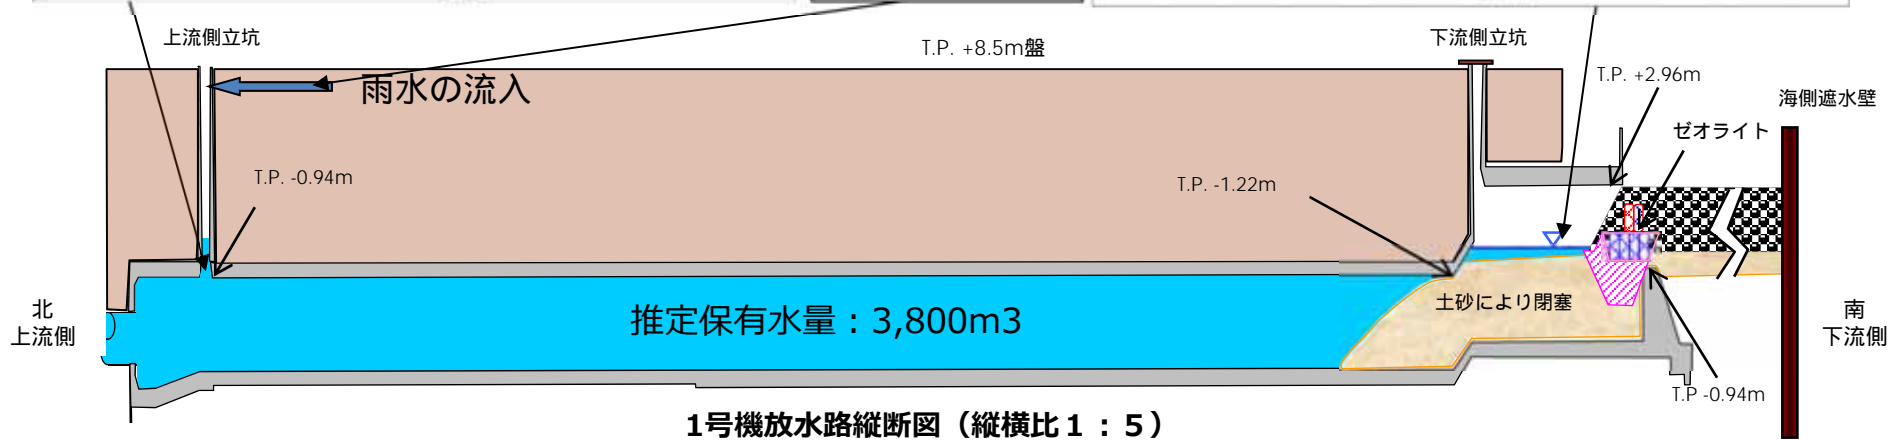 上流側立坑
T.P. +8.5m盤
下流側立坑
雨水の流入
T.P. +2.96m
海側遮水壁
ゼオライト
T.P. -0.94m
T.P. -1.22m
北
上流側
推定保有水量：3,800m3
土砂により閉塞
南
下流側
T.P -0.94m
1号機放水路縦断図（縦横比１：５）